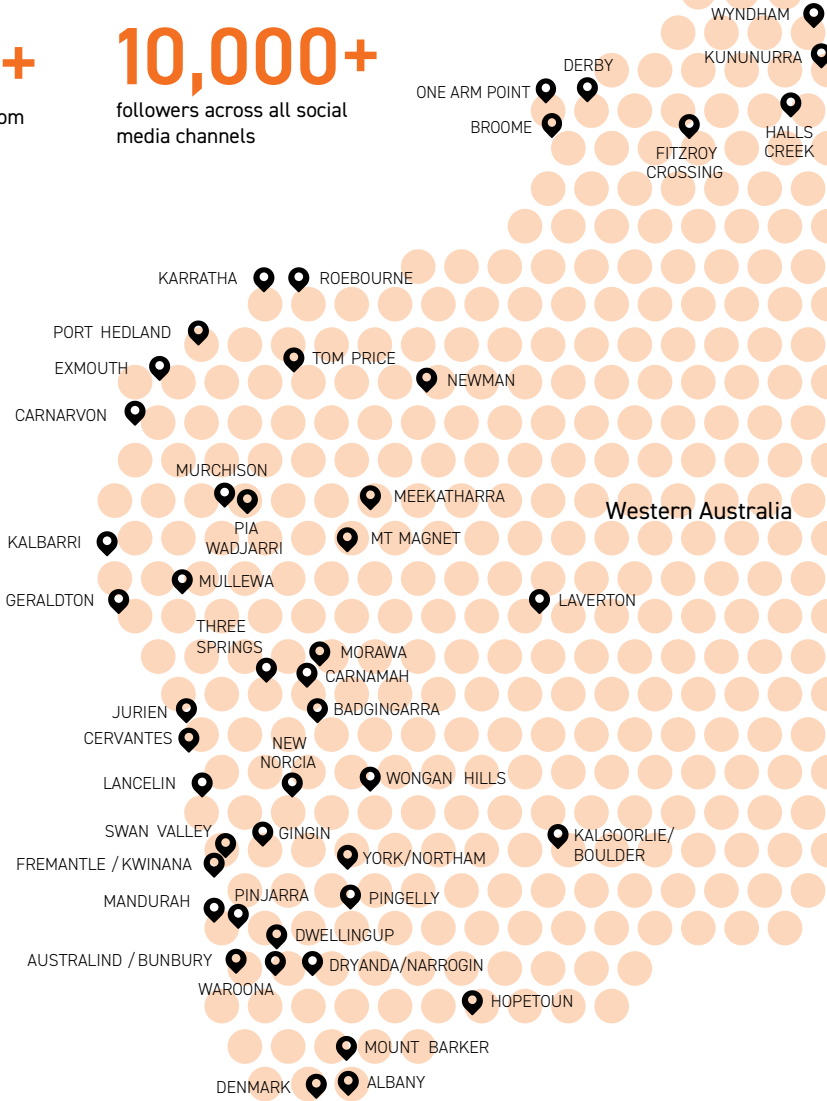 +
om
10,000+
followers across all social
media channels
WYNDHAM
KUNUNURRA
DERBY
ONE ARM POINT
BROOME
HALLS
CREEK
FITZROY
CROSSING
KARRATHA
ROEBOURNE
PORT HEDLAND
TOM PRICE
EXMOUTH
NEWMAN
CARNARVON
MURCHISON
MEEKATHARRA
Western Australia
PIA
WADJARRI
MT MAGNET
KALBARRI
MULLEWA
GERALDTON
LAVERTON
THREE
SPRINGS
MORAWA
CARNAMAH
JURIEN
BADGINGARRA
CERVANTES
NEW
NORCIA
LANCELIN
WONGAN HILLS
SWAN VALLEY
GINGIN
KALGOORLIE/
BOULDER
FREMANTLE / KWINANA
YORK/NORTHAM
MANDURAH
PINJARRA
PINGELLY
DWELLINGUP
AUSTRALIND / BUNBURY
DRYANDA/NARROGIN
WAROONA
HOPETOUN
MOUNT BARKER
DENMARK
ALBANY